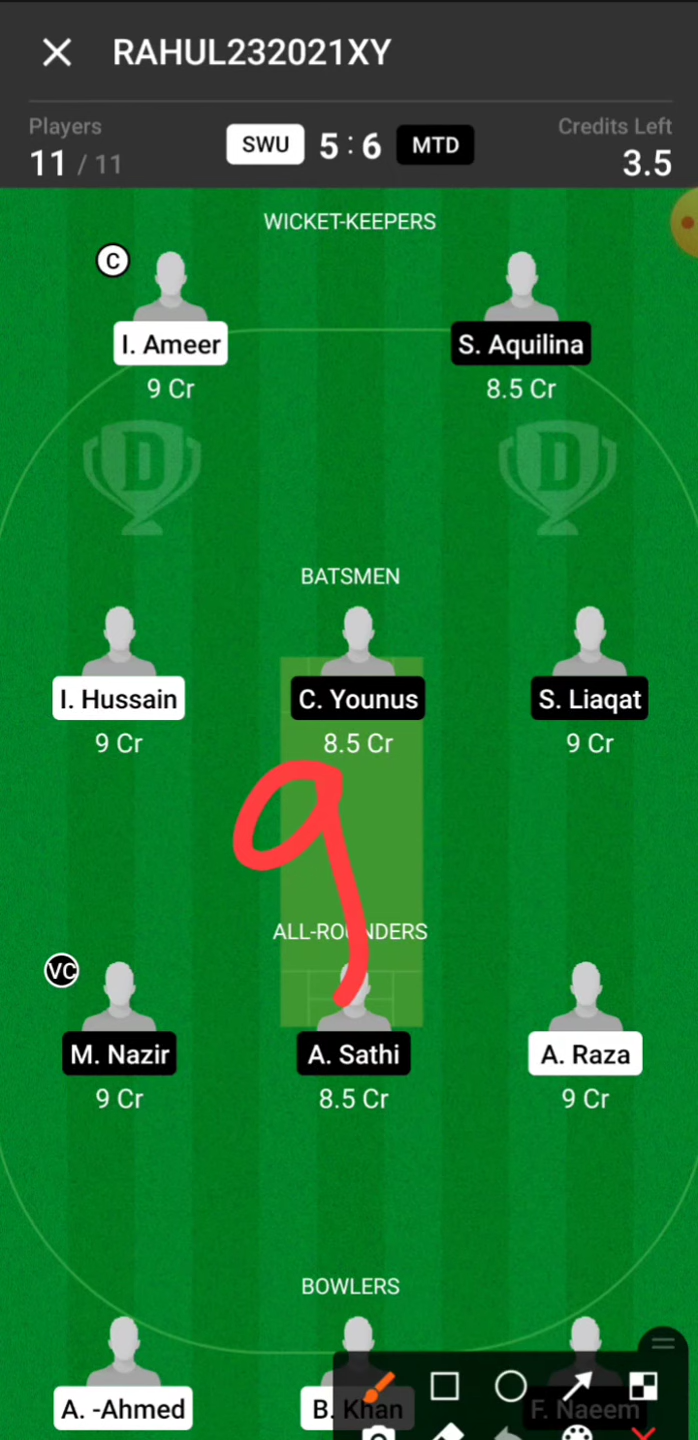 RAHUL232021XY
Players
Credits Left
11 / 11
SWU 5 : 6 MTD
3.5
WICKET-KEEPERS
C
I. Ameer
S. Aquilina
9 Cr
8.5 Cr
D
D
BATSMEN
I. Hussain
C. Younus
S. Liaqat
9 Cr
8.5 Cr
9 Cr
9
ALL-ROUNDERS
VC
M. Nazir
A. Sathi
A. Raza
9 Cr
8.5 Cr
9 Cr
BOWLERS
A. -Ahmed
B. Khan
F. Naeem